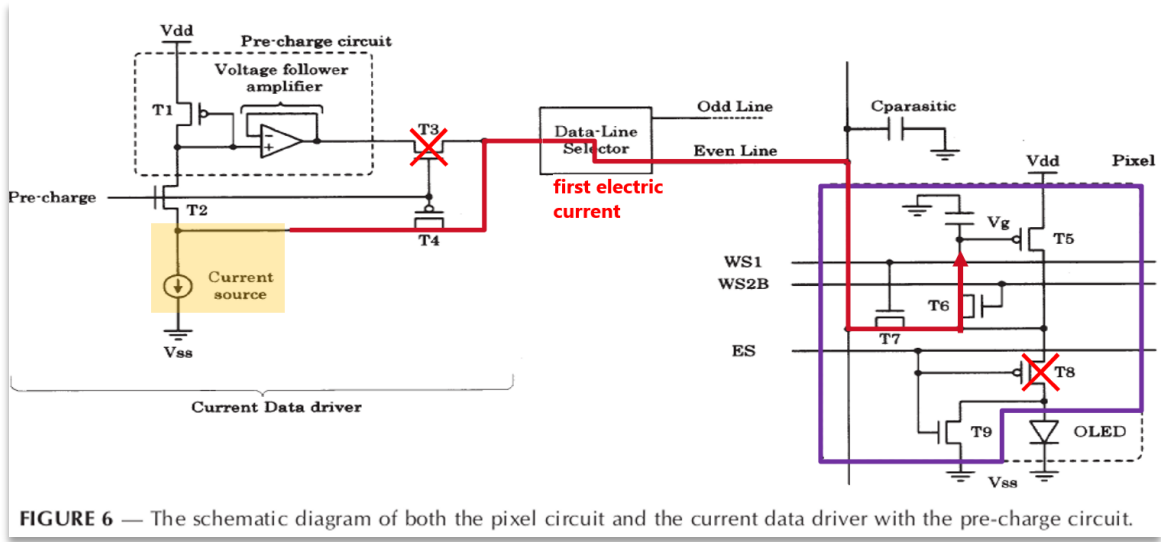 Vdd
Pre-charge circuit
Voltage follower
amplifier
T1
T3
Odd Line
Cparasitic
Data-Line
Selector
Even Line
Vdd
Pixel
first electric
current
Pre-charge
T2
T4
Vg
T5
WS1
WS2B
Current
source
T6
T7
Vss
ES
T8
Current Data driver
T9
OLED
Vss
FIGURE 6 — The schematic diagram of both the pixel circuit and the current data driver with the pre-charge circuit.